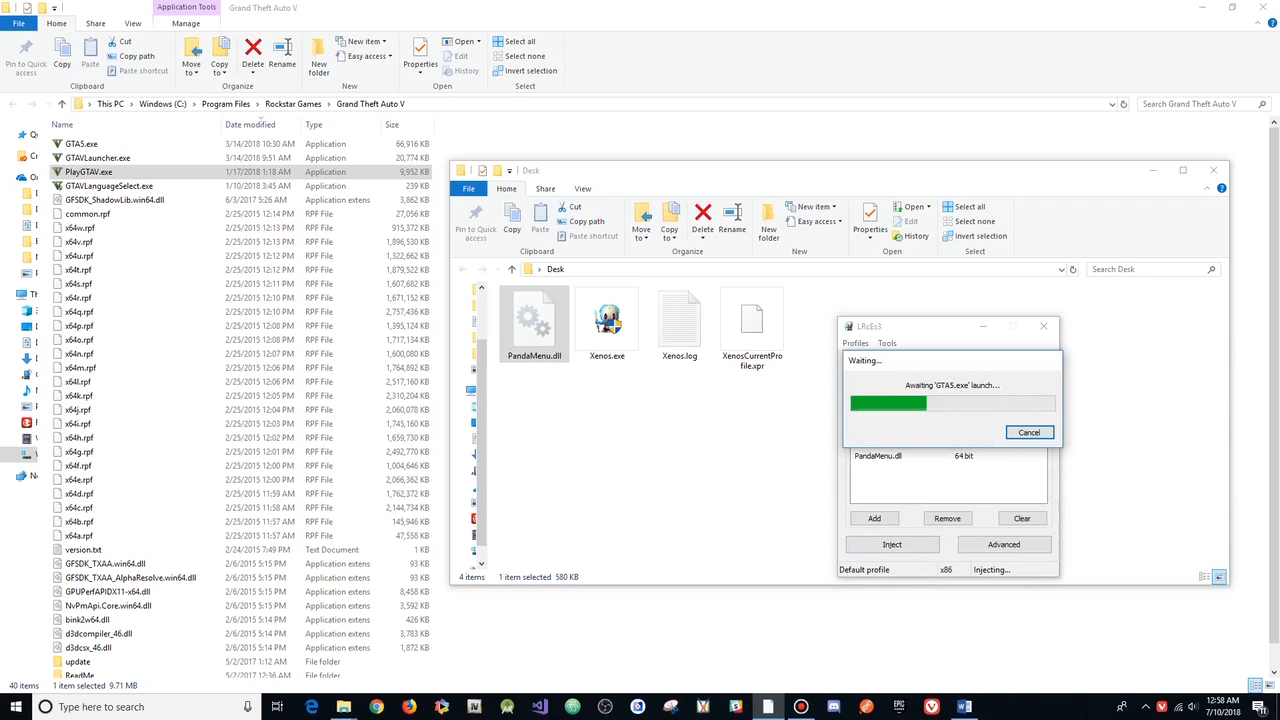 Application Tools
Grand Theft Auto V
File
Home
Share
View
Manage
Pin to Quick access
Copy
Paste
Cut
Copy path
Paste shortcut
Move to
Copy to
Delete
Rename
New folder
New item
Easy access
Properties
Open
Edit
History
Select all
Select none
Invert selection
Clipboard
Organize
New
Open
Select
This PC
Windows (C:)
Program Files
Rockstar Games
Grand Theft Auto V
Search Grand Theft Auto V
Name Date modified Type Size
GTA5.exe 3/14/2018 10:30 AM Application 66,916 KB
GTAVLauncher.exe 3/14/2018 9:51 AM Application 20,774 KB
PlayGTAV.exe 1/17/2018 1:18 AM Application 9,952 KB
GTAVLanguageSelect.exe 1/10/2018 3:45 AM Application 239 KB
GFSDK_ShadowLib.win64.dll 6/3/2017 5:26 AM Application extens 3,862 KB
common.rpf 2/25/2015 12:14 PM RPF File 27,056 KB
x64w.rpf 2/25/2015 12:13 PM RPF File 915,372 KB
x64v.rpf 2/25/2015 12:13 PM RPF File 1,896,530 KB
x64u.rpf 2/25/2015 12:12 PM RPF File 2,066,564 KB
x64t.rpf 2/25/2015 12:12 PM RPF File 1,879,522 KB
x64s.rpf 2/25/2015 12:11 PM RPF File 1,607,682 KB
x64r.rpf 2/25/2015 12:10 PM RPF File 1,671,152 KB
x64q.rpf 2/25/2015 12:10 PM RPF File 2,757,436 KB
x64p.rpf 2/25/2015 12:08 PM RPF File 1,395,124 KB
x64o.rpf 2/25/2015 12:08 PM RPF File 1,717,134 KB
x64n.rpf 2/25/2015 12:07 PM RPF File 1,540,080 KB
x64m.rpf 2/25/2015 12:06 PM RPF File 1,764,892 KB
x64l.rpf 2/25/2015 12:06 PM RPF File 2,517,160 KB
x64k.rpf 2/25/2015 12:05 PM RPF File 2,210,204 KB
x64j.rpf 2/25/2015 12:04 PM RPF File 2,060,078 KB
x64i.rpf 2/25/2015 12:03 PM RPF File 1,745,160 KB
x64h.rpf 2/25/2015 12:02 PM RPF File 1,659,730 KB
x64g.rpf 2/25/2015 12:01 PM RPF File 2,492,770 KB
x64f.rpf 2/25/2015 12:00 PM RPF File 1,004,646 KB
x64e.rpf 2/25/2015 12:00 PM RPF File 2,066,362 KB
x64d.rpf 2/25/2015 11:59 AM RPF File 1,762,372 KB
x64c.rpf 2/25/2015 11:58 AM RPF File 2,144,734 KB
x64b.rpf 2/25/2015 11:57 AM RPF File 145,946 KB
x64a.rpf 2/25/2015 11:57 AM RPF File 47,558 KB
version.txt 2/24/2015 7:49 PM Text Document 1 KB
GFSDK_TXAA.win64.dll 2/6/2015 5:15 PM Application extens 93 KB
GFSDK_TXAA_AlphaResolve.win64.dll 2/6/2015 5:15 PM Application extens 93 KB
GPUPerfAPIDX11-x64.dll 2/6/2015 5:15 PM Application extens 8,458 KB
NvPmApi.Core.win64.dll 2/6/2015 5:15 PM Application extens 3,592 KB
bink2w64.dll 2/6/2015 5:14 PM Application extens 426 KB
d3dcompiler_46.dll 2/6/2015 5:14 PM Application extens 3,783 KB
d3dcsx_46.dll 2/6/2015 5:14 PM Application extens 1,872 KB
update 5/2/2017 1:12 AM File folder
ReadMe 5/2/2017 12:36 AM File folder
40 items 1 item selected 9.71 MB
Desk
File
Home
Share
View
Pin to Quick access
Copy
Paste
Cut
Copy path
Paste shortcut
Move to
Copy to
Delete
Rename
New folder
New item
Easy access
Properties
Open
Edit
History
Select all
Select none
Invert selection
Clipboard
Organize
New
Open
Select
Desk
Search Desk
PandaMenu.dll
Xenos.exe
Xenos.log
XenosCurrentPro
file.xpr
4 items 1 item selected 580 KB
LRcEs3
Profiles Tools
Waiting...
Awaiting 'GTA5.exe' launch...
Cancel
PandaMenu.dll 64 bit
Add Remove Clear
Inject Advanced
Default profile x86 Injecting...
Type here to search
12:58 AM
7/10/2018